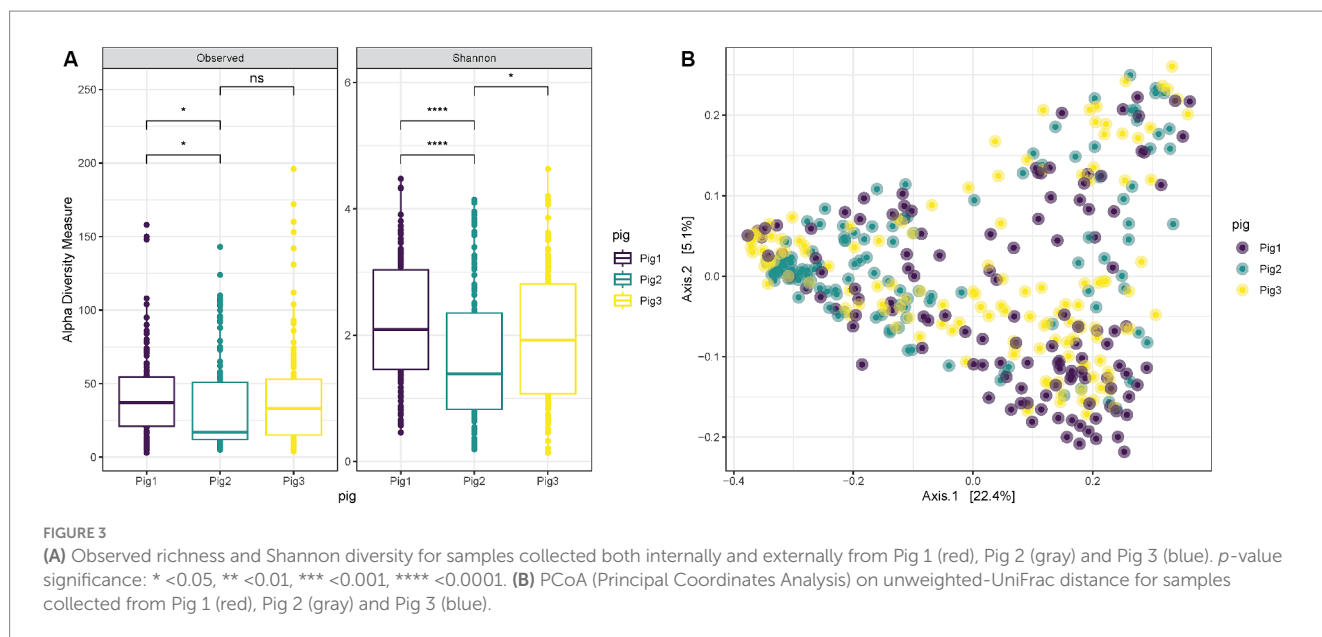 A
B
Observed
Shannon
ns
*
*
*
****
****
250
200
150
100
50
0
6
4
2
0
Alpha Diversity Measure
Pig1
Pig2
Pig3
Pig1
Pig2
Pig3
pig
pig
Pig1
Pig2
Pig3
0.2
0.1
0.0
−0.1
−0.2
Axis.2 [5.1%]
−0.4
−0.2
0.0
0.2
Axis.1 [22.4%]
pig
Pig1
Pig2
Pig3
FIGURE 3
(A) Observed richness and Shannon diversity for samples collected both internally and externally from Pig 1 (red), Pig 2 (gray) and Pig 3 (blue). p-value
significance: * <0.05, ** <0.01, *** <0.001, **** <0.0001. (B) PCoA (Principal Coordinates Analysis) on unweighted-UniFrac distance for samples
collected from Pig 1 (red), Pig 2 (gray) and Pig 3 (blue).